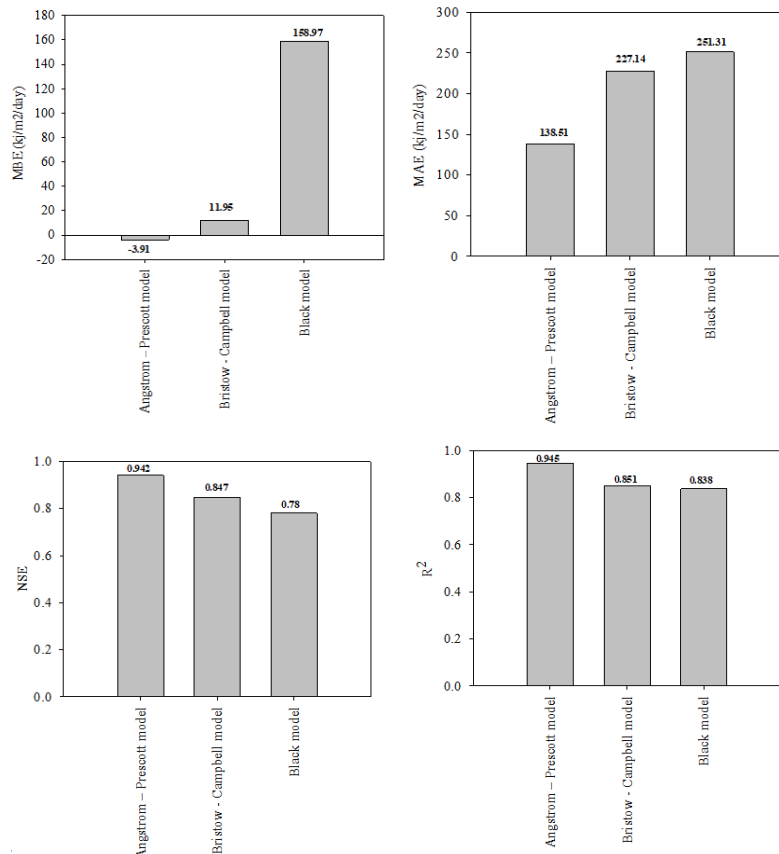 MBE (kj/m2/day)
180
160
140
120
100
80
60
40
20
0
-20
-3.91
11.95
158.97
Angstrom – Prescott model
Bristow - Campbell model
Black model
MAE (kj/m2/day)
300
250
200
150
100
50
0
138.51
227.14
251.31
Angstrom – Prescott model
Bristow - Campbell model
Black model
NSE
1.0
0.8
0.6
0.4
0.2
0.0
0.942
0.847
0.78
Angstrom – Prescott model
Bristow - Campbell model
Black model
R²
1.0
0.8
0.6
0.4
0.2
0.0
0.945
0.851
0.838
Angstrom – Prescott model
Bristow - Campbell model
Black model